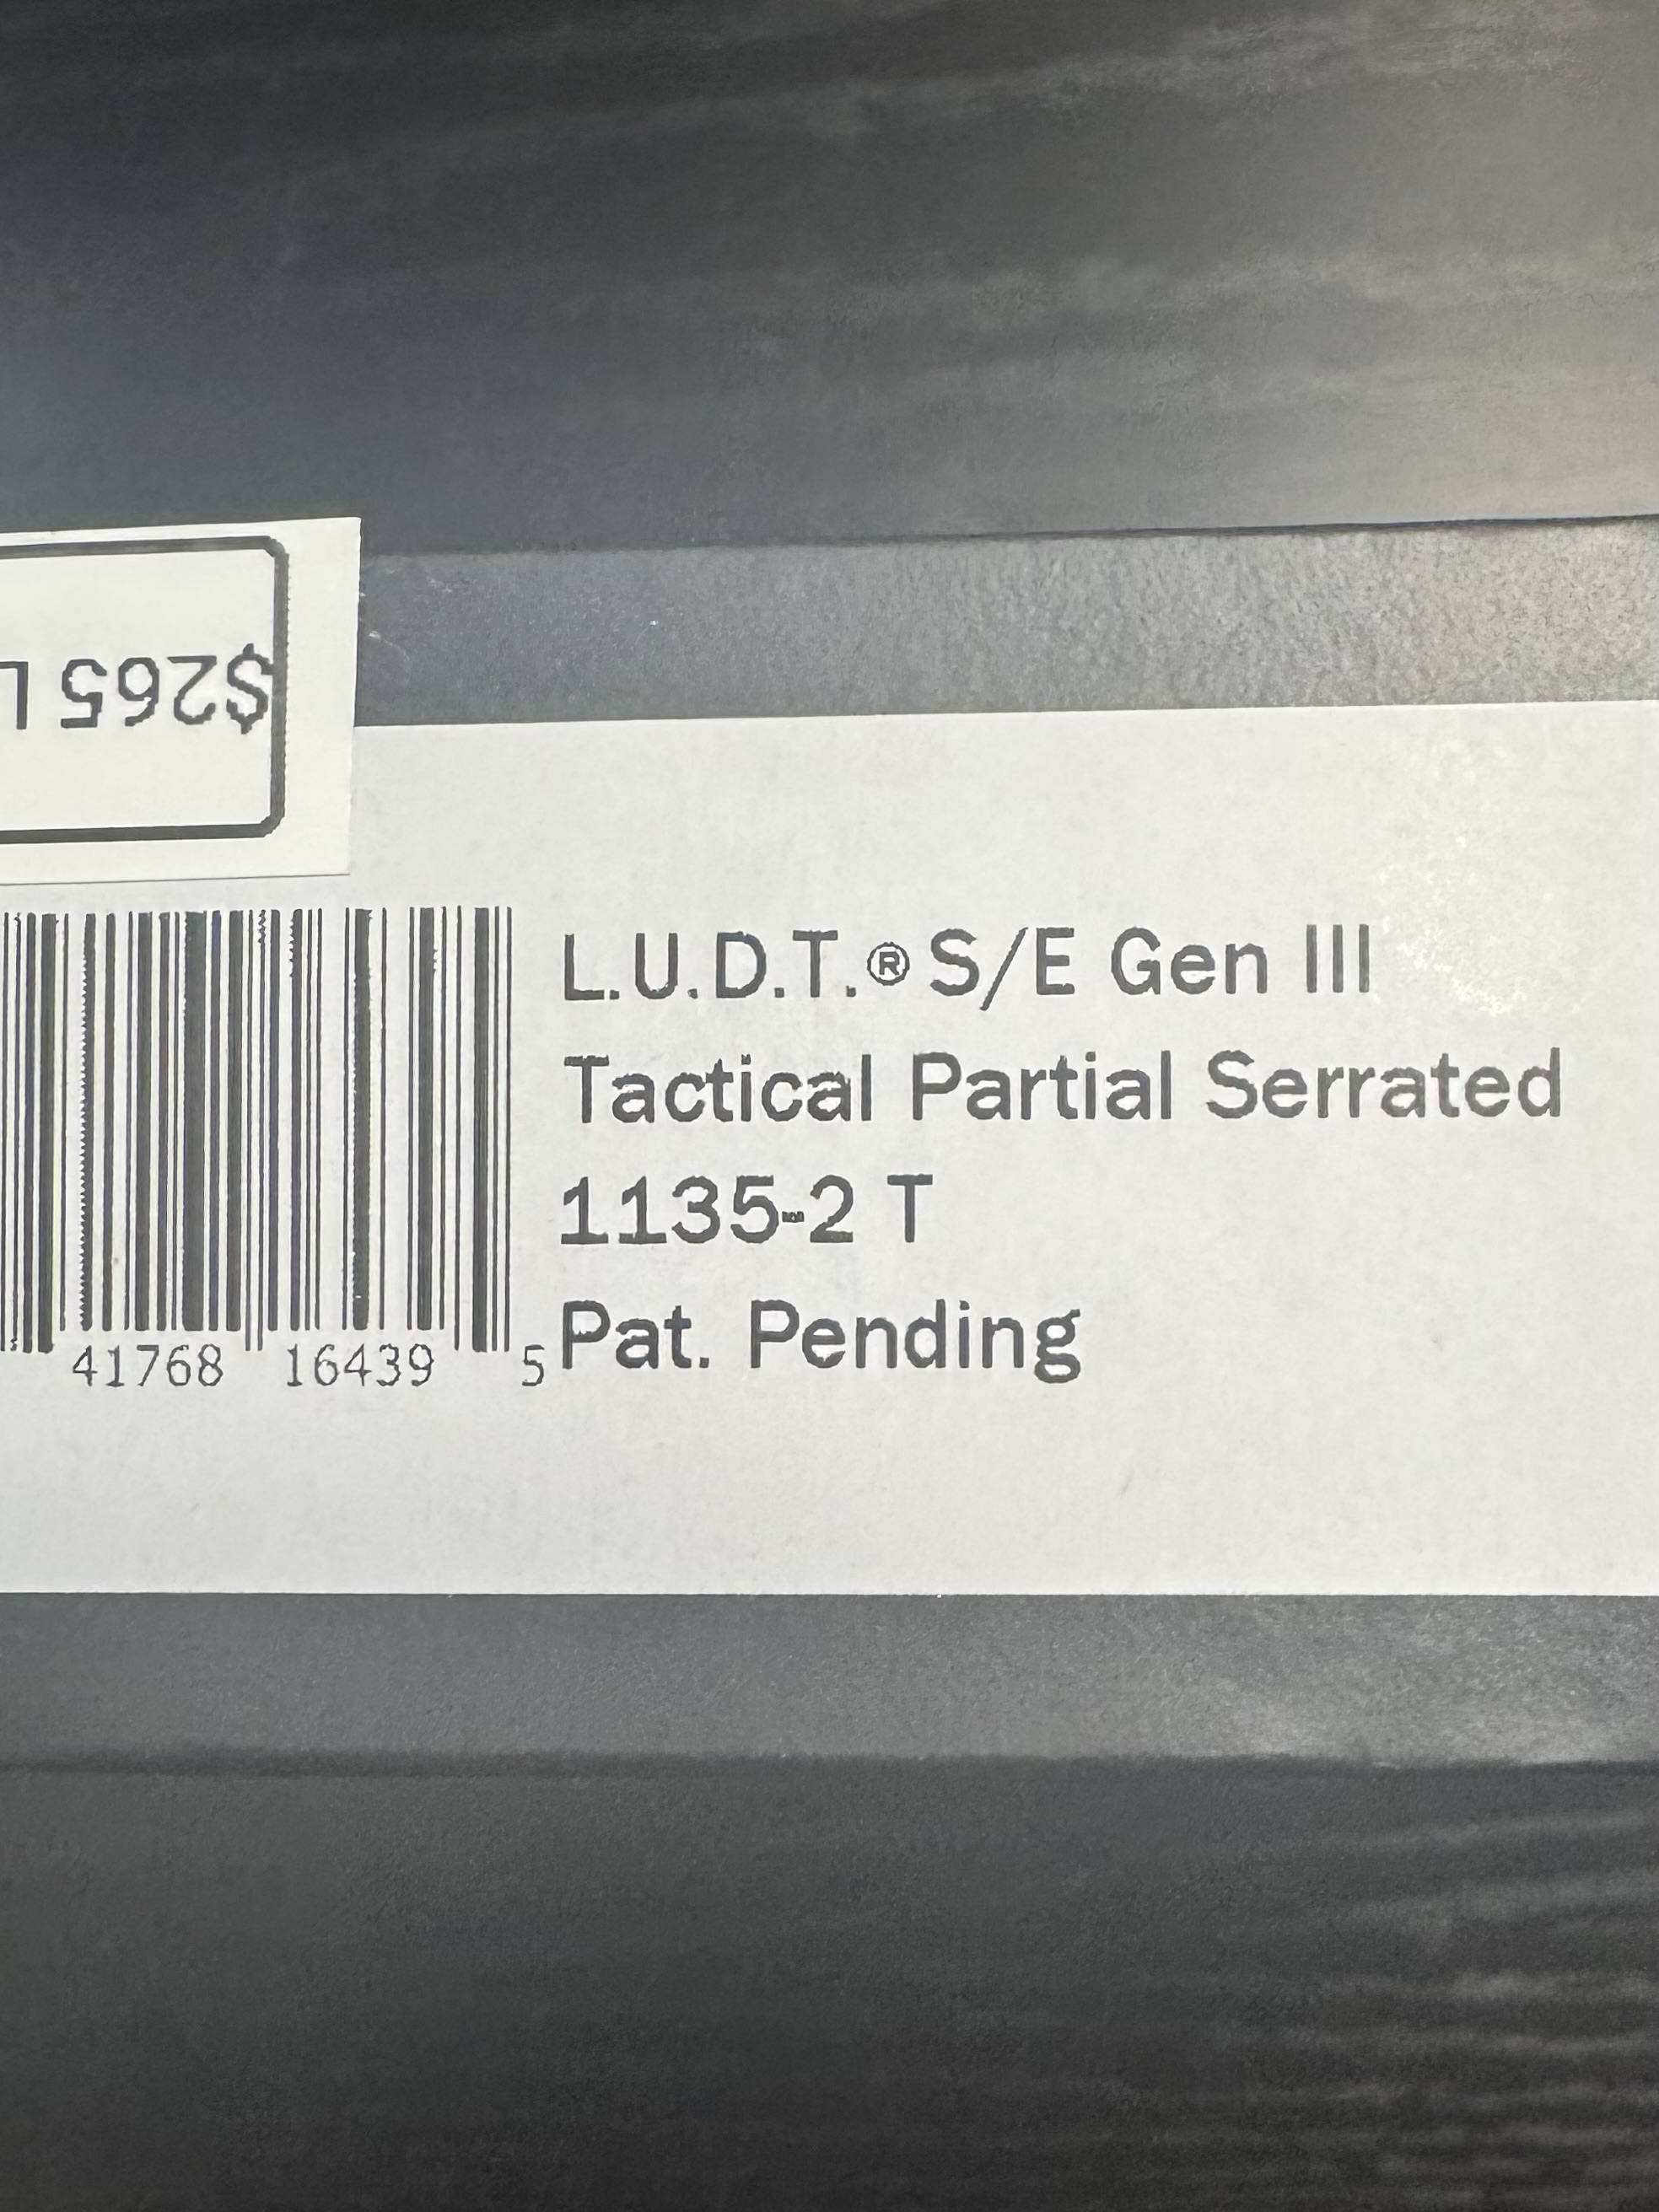 $265
L.U.D.T.® S/E Gen III
Tactical Partial Serrated
1135-2 T
Pat. Pending
41768 16439 5